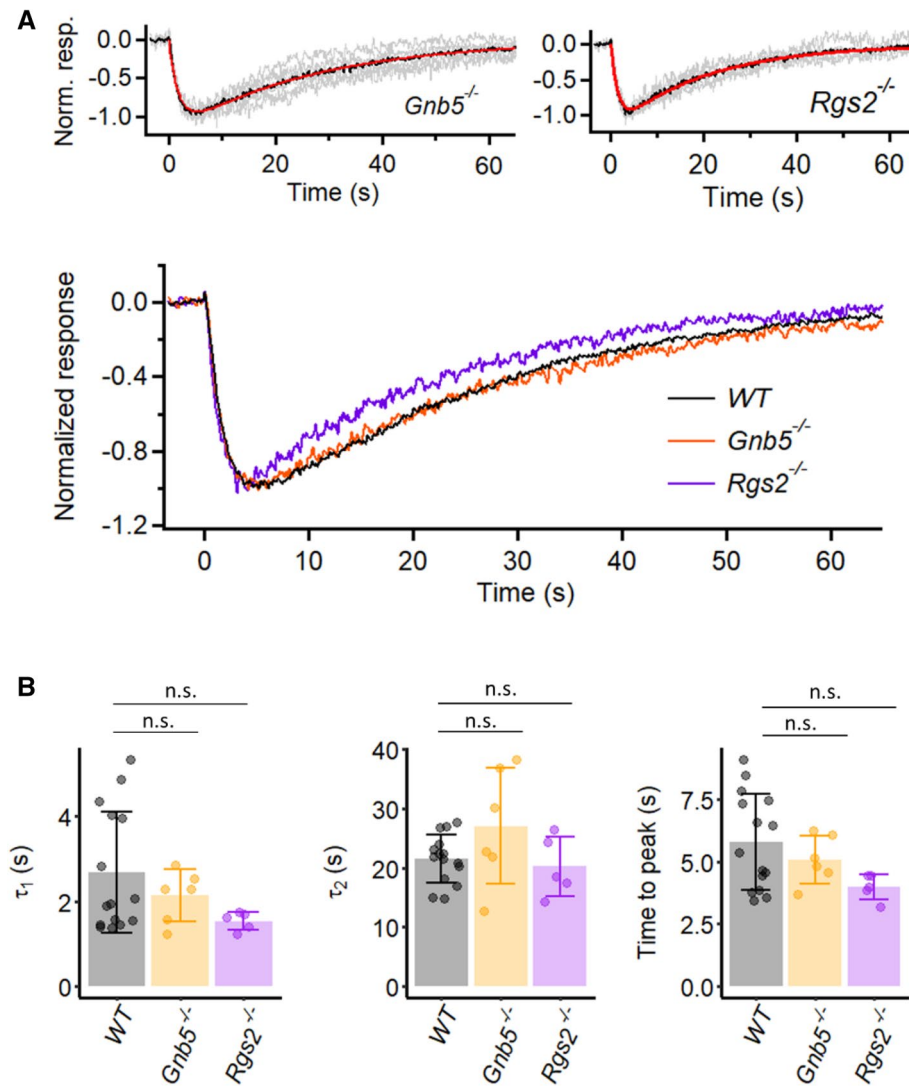 A
Norm. resp.
0.0
-0.5
-1.0
Gnb5-/-
0 20 40 60
Time (s)
0.0
-0.5
-1.0
Rgs2-/-
0 20 40 60
Time (s)
Normalized response
0.0
-0.4
-0.8
-1.2
WT
Gnb5-/-
Rgs2-/-
0 10 20 30 40 50 60
Time (s)
B
n.s.
n.s.
τ1 (s)
4
2
0
WT
Gnb5-/-
Rgs2-/-
n.s.
n.s.
τ2 (s)
40
30
20
10
0
WT
Gnb5-/-
Rgs2-/-
n.s.
n.s.
Time to peak (s)
7.5
5.0
2.5
0.0
WT
Gnb5-/-
Rgs2-/-